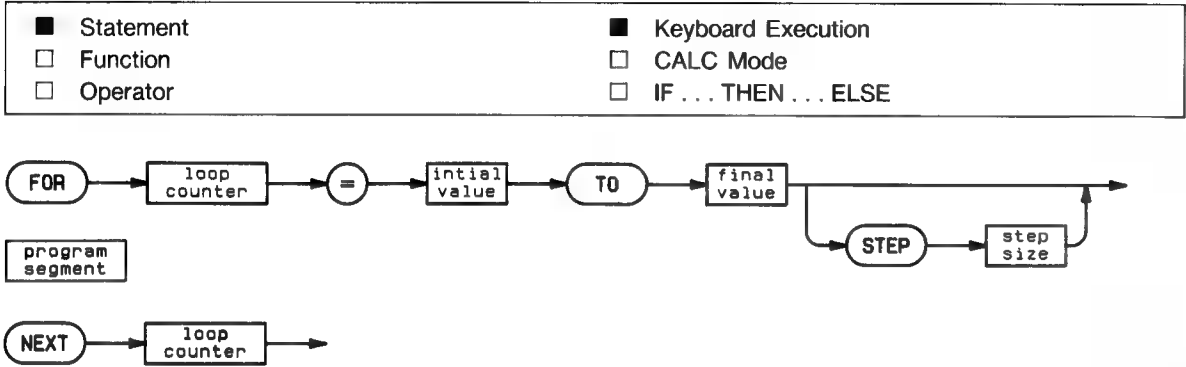 ■ Statement
■ Keyboard Execution
□ Function
□ CALC Mode
□ Operator
□ IF . . . THEN . . . ELSE
FOR
loop
counter
=
intial
value
TO
final
value
STEP
step
size
program
segment
NEXT
loop
counter